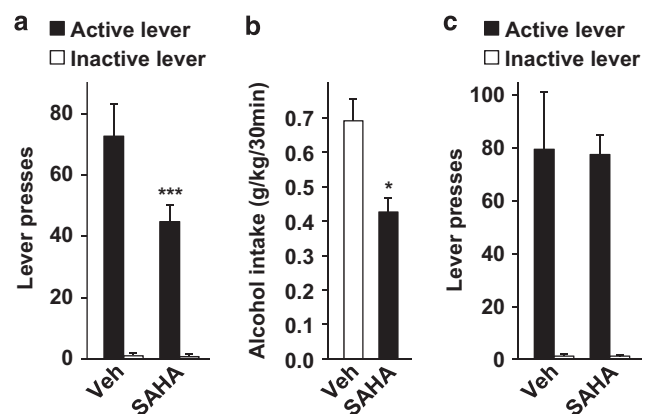 a
Active lever
Inactive lever
Lever presses
80
60
40
20
0
***
Veh
SAHA
b
Alcohol intake (g/kg/30min)
0.7
0.6
0.5
0.4
0.3
0.2
0.1
0.0
*
Veh
SAHA
c
Active lever
Inactive lever
Lever presses
100
80
60
40
20
0
Veh
SAHA